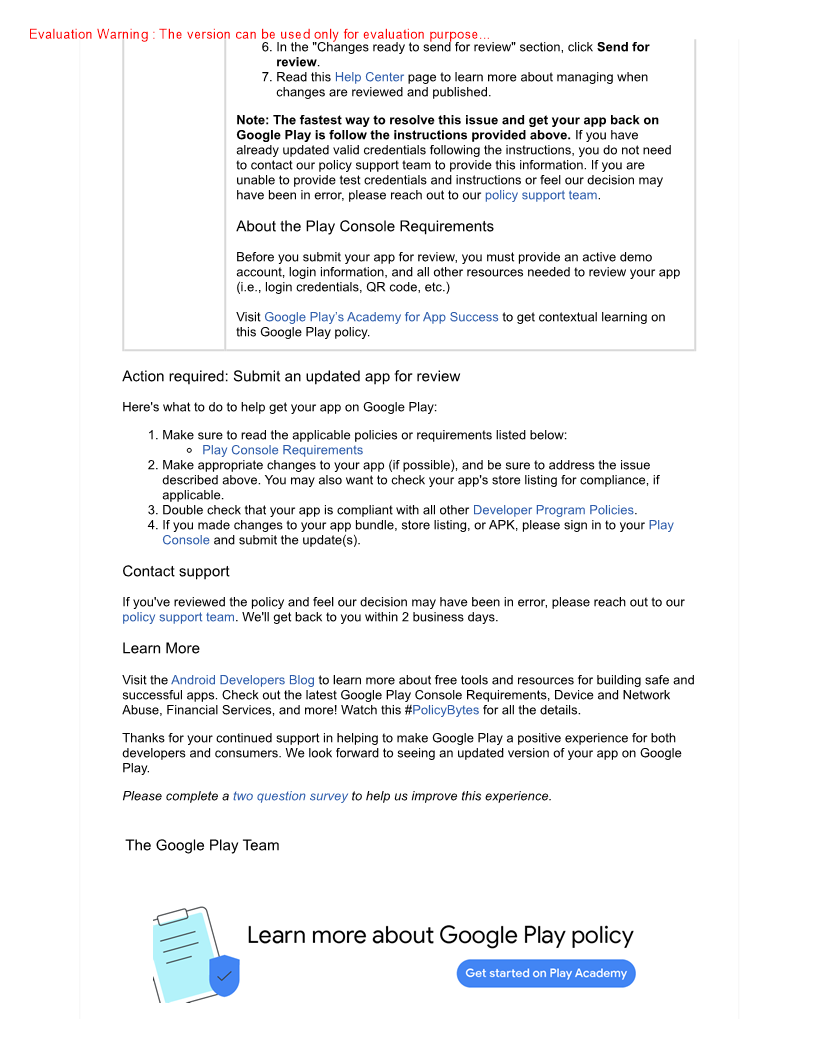 Evaluation Warning : The version can be used only for evaluation purpose...
6. In the "Changes ready to send for review" section, click Send for
review.
7. Read this Help Center page to learn more about managing when
changes are reviewed and published.
Note: The fastest way to resolve this issue and get your app back on
Google Play is follow the instructions provided above. If you have
already updated valid credentials following the instructions, you do not need
to contact our policy support team to provide this information. If you are
unable to provide test credentials and instructions or feel our decision may
have been in error, please reach out to our policy support team.
About the Play Console Requirements
Before you submit your app for review, you must provide an active demo
account, login information, and all other resources needed to review your app
(i.e., login credentials, QR code, etc.)
Visit Google Play's Academy for App Success to get contextual learning on
this Google Play policy.
Action required: Submit an updated app for review
Here's what to do to help get your app on Google Play:
1. Make sure to read the applicable policies or requirements listed below:
◦ Play Console Requirements
2. Make appropriate changes to your app (if possible), and be sure to address the issue
described above. You may also want to check your app's store listing for compliance, if
applicable.
3. Double check that your app is compliant with all other Developer Program Policies.
4. If you made changes to your app bundle, store listing, or APK, please sign in to your Play
Console and submit the update(s).
Contact support
If you've reviewed the policy and feel our decision may have been in error, please reach out to our
policy support team. We'll get back to you within 2 business days.
Learn More
Visit the Android Developers Blog to learn more about free tools and resources for building safe and
successful apps. Check out the latest Google Play Console Requirements, Device and Network
Abuse, Financial Services, and more! Watch this #PolicyBytes for all the details.
Thanks for your continued support in helping to make Google Play a positive experience for both
developers and consumers. We look forward to seeing an updated version of your app on Google
Play.
Please complete a two question survey to help us improve this experience.
The Google Play Team
Learn more about Google Play policy
Get started on Play Academy